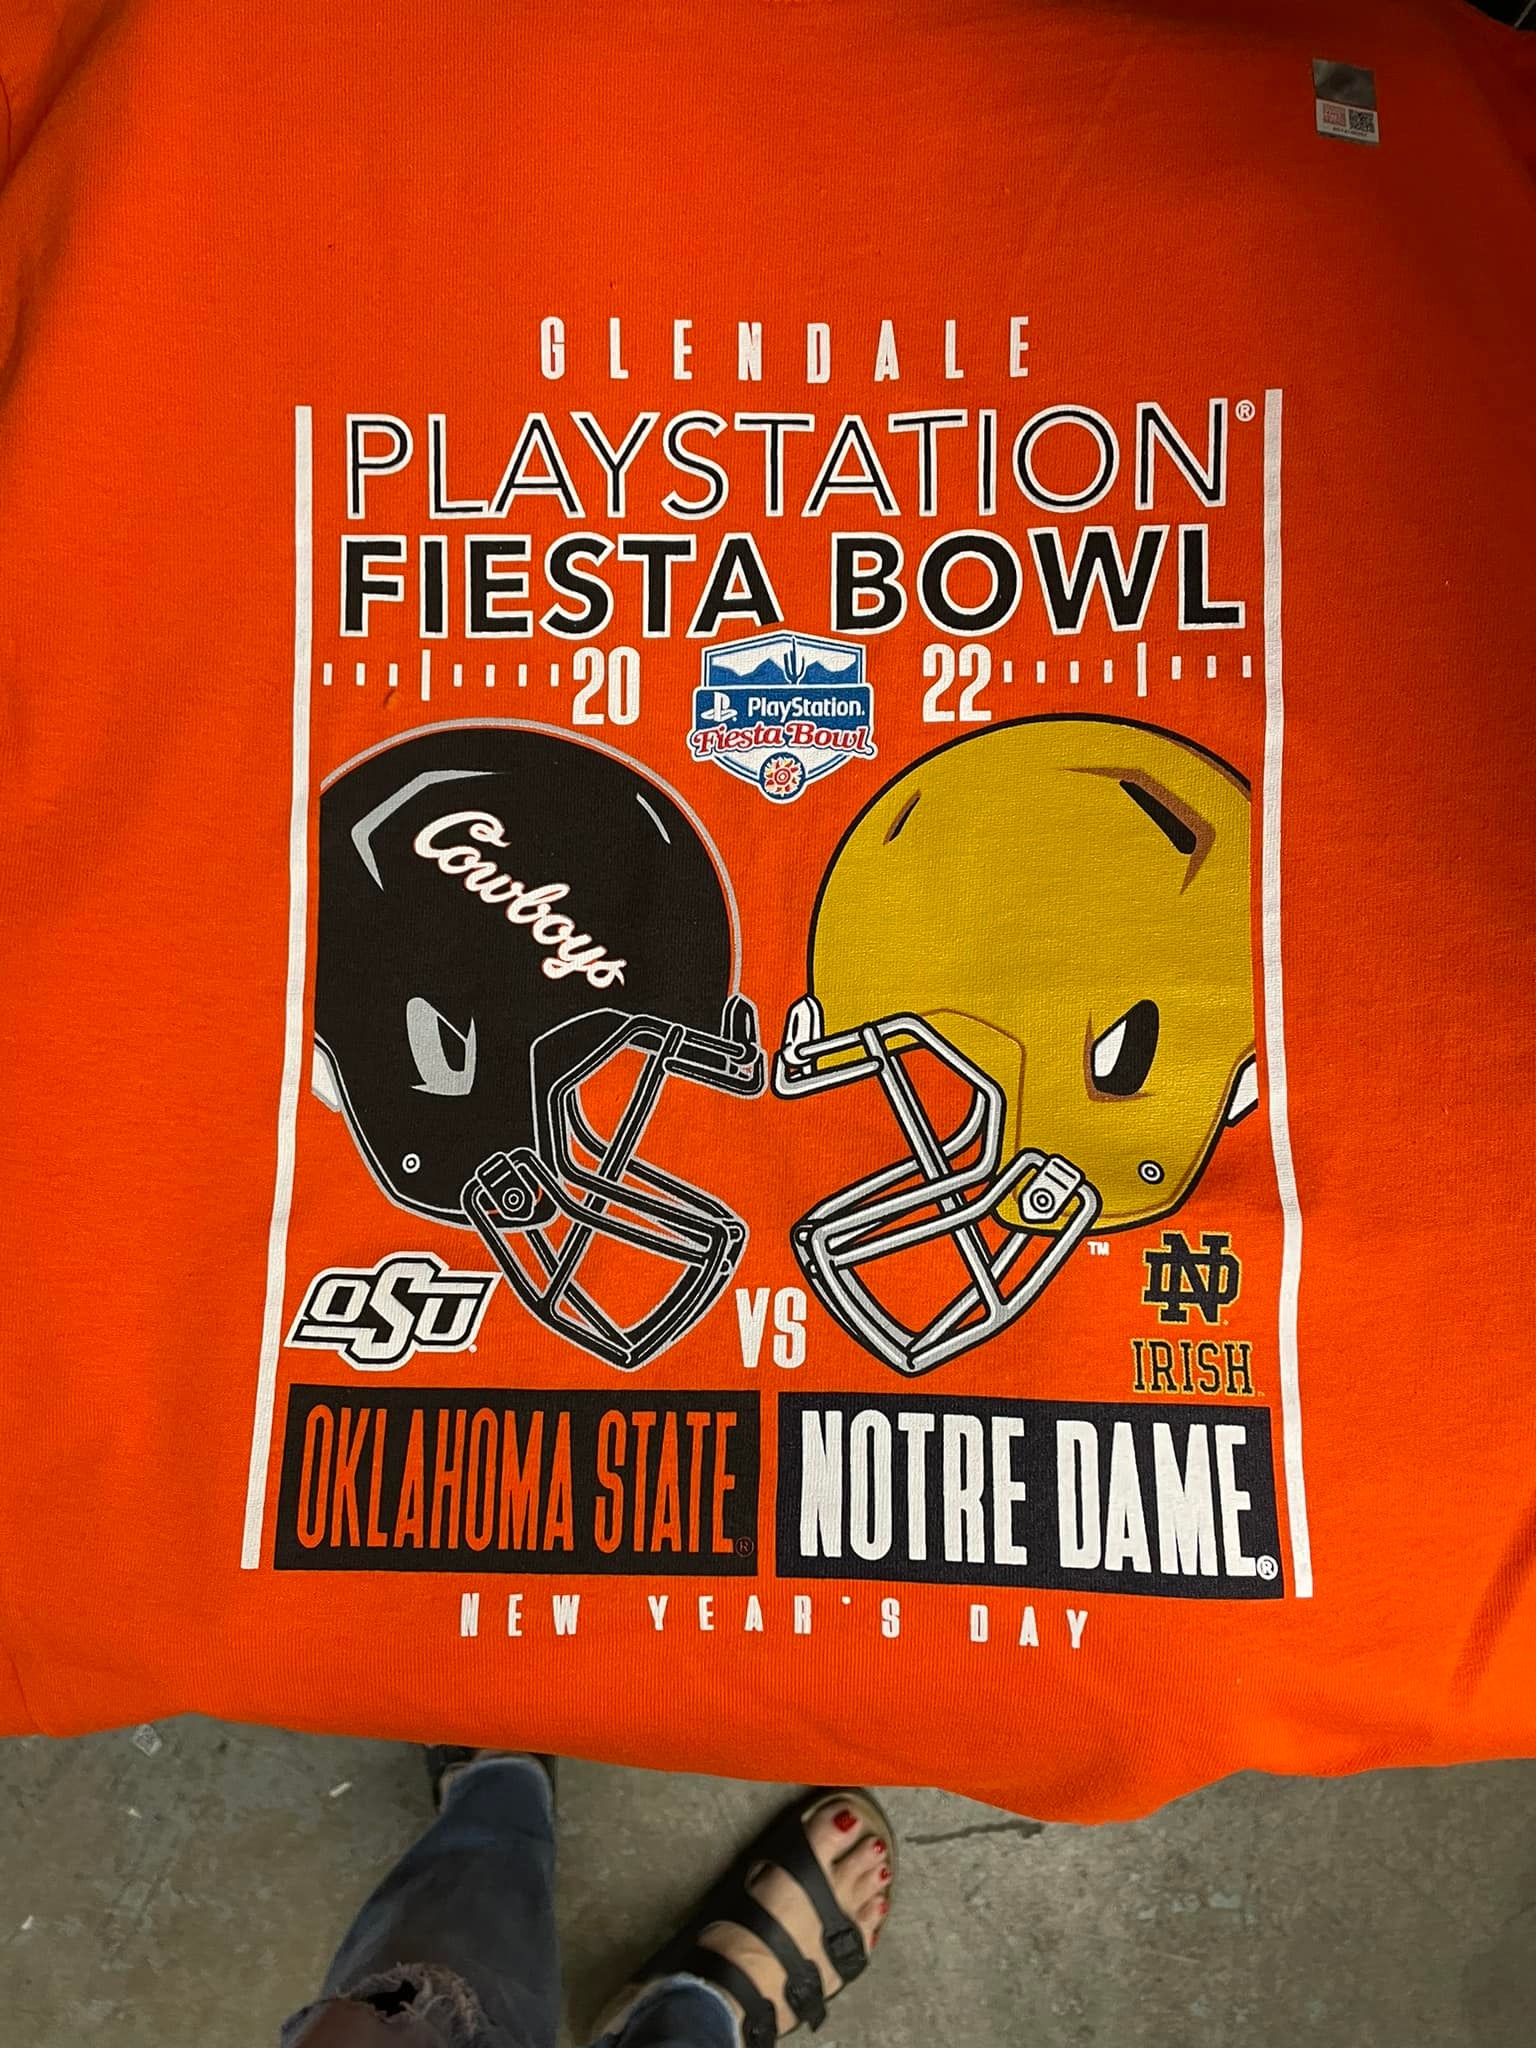 GLENDALE
PLAYSTATION®
FIESTA BOWL
20 22
PlayStation.
Fiesta Bowl
Cowboys
TM
OSU
ND
VS
IRISH
OKLAHOMA STATE® NOTRE DAME®
NEW YEAR'S DAY